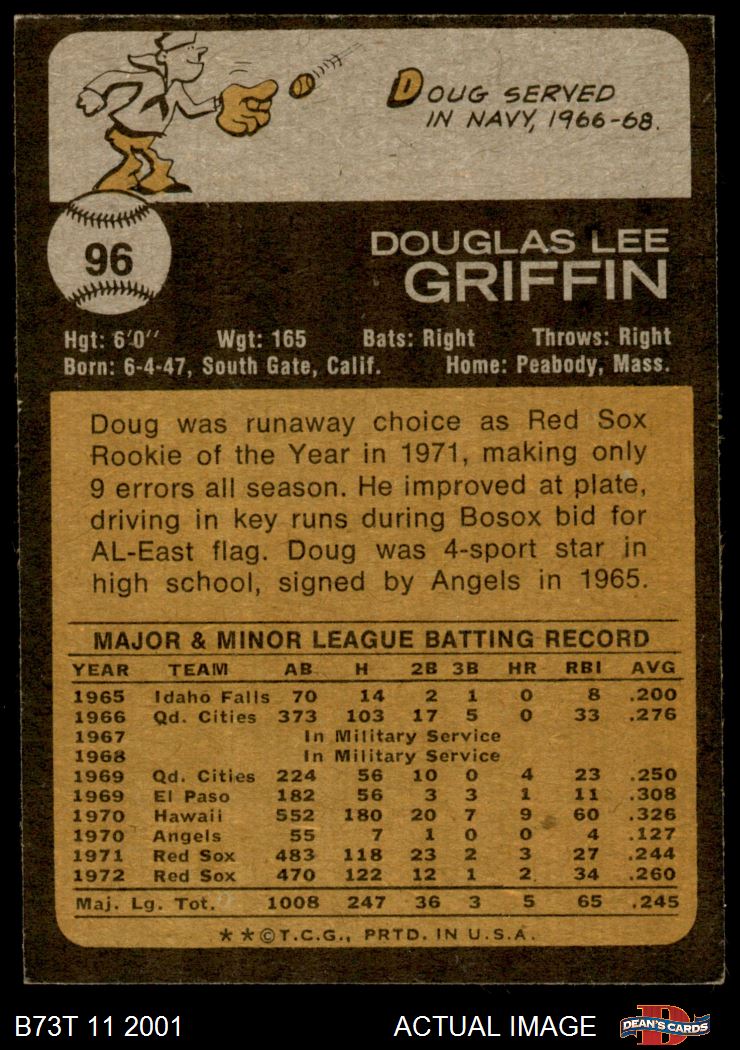 DOUG SERVED
IN NAVY, 1966-68.
96
DOUGLAS LEE
GRIFFIN
Hgt: 6'0" Wgt: 165 Bats: Right Throws: Right
Born: 6-4-47, South Gate, Calif. Home: Peabody, Mass.
Doug was runaway choice as Red Sox
Rookie of the Year in 1971, making only
9 errors all season. He improved at plate,
driving in key runs during Bosox bid for
AL-East flag. Doug was 4-sport star in
high school, signed by Angels in 1965.
MAJOR & MINOR LEAGUE BATTING RECORD
YEAR TEAM AB H 2B 3B HR RBI AVG
1965 Idaho Falls 70 14 2 1 0 8 .200
1966 Qd. Cities 373 103 17 5 0 33 .276
1967 In Military Service
1968 In Military Service
1969 Qd. Cities 224 56 10 0 4 23 .250
1969 El Paso 182 56 3 3 1 11 .308
1970 Hawaii 552 180 20 7 9 60 .326
1970 Angels 55 7 1 0 0 4 .127
1971 Red Sox 483 118 23 2 3 27 .244
1972 Red Sox 470 122 12 1 2 34 .260
Maj. Lg. Tot. 1008 247 36 3 5 65 .245
**©T.C.G., PRTD. IN U.S.A.
B73T 11 2001 ACTUAL IMAGE DEAN'S CARDS